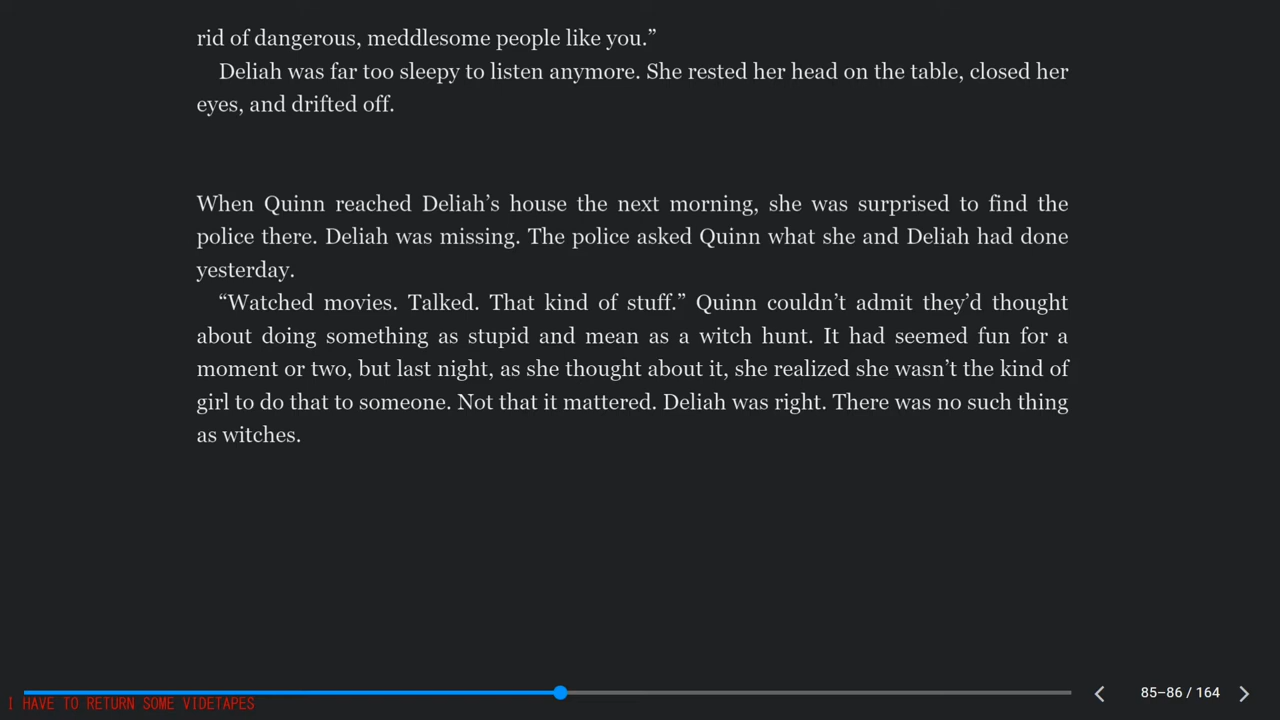 rid of dangerous, meddlesome people like you.”
Deliah was far too sleepy to listen anymore. She rested her head on the table, closed her
eyes, and drifted off.
When Quinn reached Deliah’s house the next morning, she was surprised to find the
police there. Deliah was missing. The police asked Quinn what she and Deliah had done
yesterday.
“Watched movies. Talked. That kind of stuff.” Quinn couldn’t admit they’d thought
about doing something as stupid and mean as a witch hunt. It had seemed fun for a
moment or two, but last night, as she thought about it, she realized she wasn’t the kind of
girl to do that to someone. Not that it mattered. Deliah was right. There was no such thing
as witches.
I HAVE TO RETURN SOME VIDETAPES
85–86 / 164